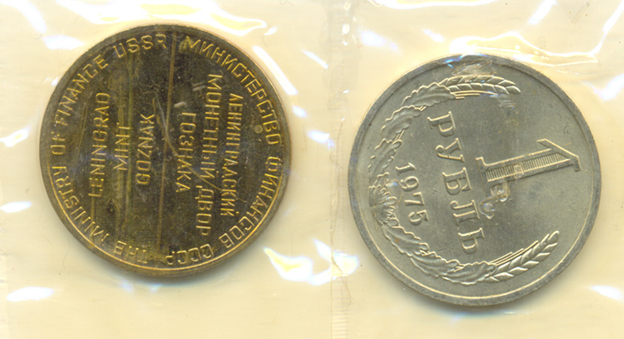 МИНИСТЕРСТВО ФИНАНСОВ СССР
THE MINISTRY OF FINANCE USSR
ЛЕНИНГРАДСКИЙ
МОНЕТНЫЙ ДВОР
ГОЗНАКА
LENINGRAD
MINT
GOZNAK
1
РУБЛЬ
1975